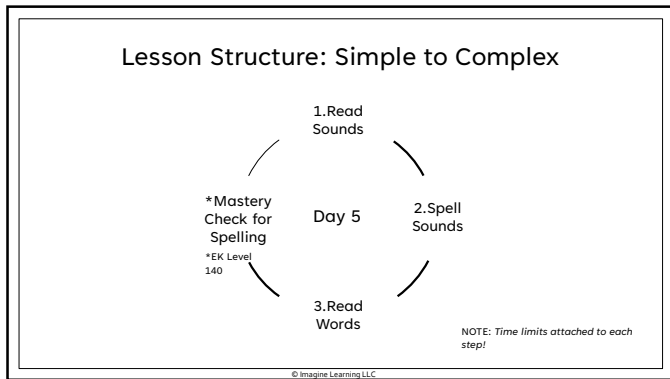 Lesson Structure: Simple to Complex
1.Read
Sounds
2.Spell
Sounds
3.Read
Words
*Mastery
Check for
Spelling
*EK Level
140
Day 5
NOTE: Time limits attached to each
step!
© Imagine Learning LLC